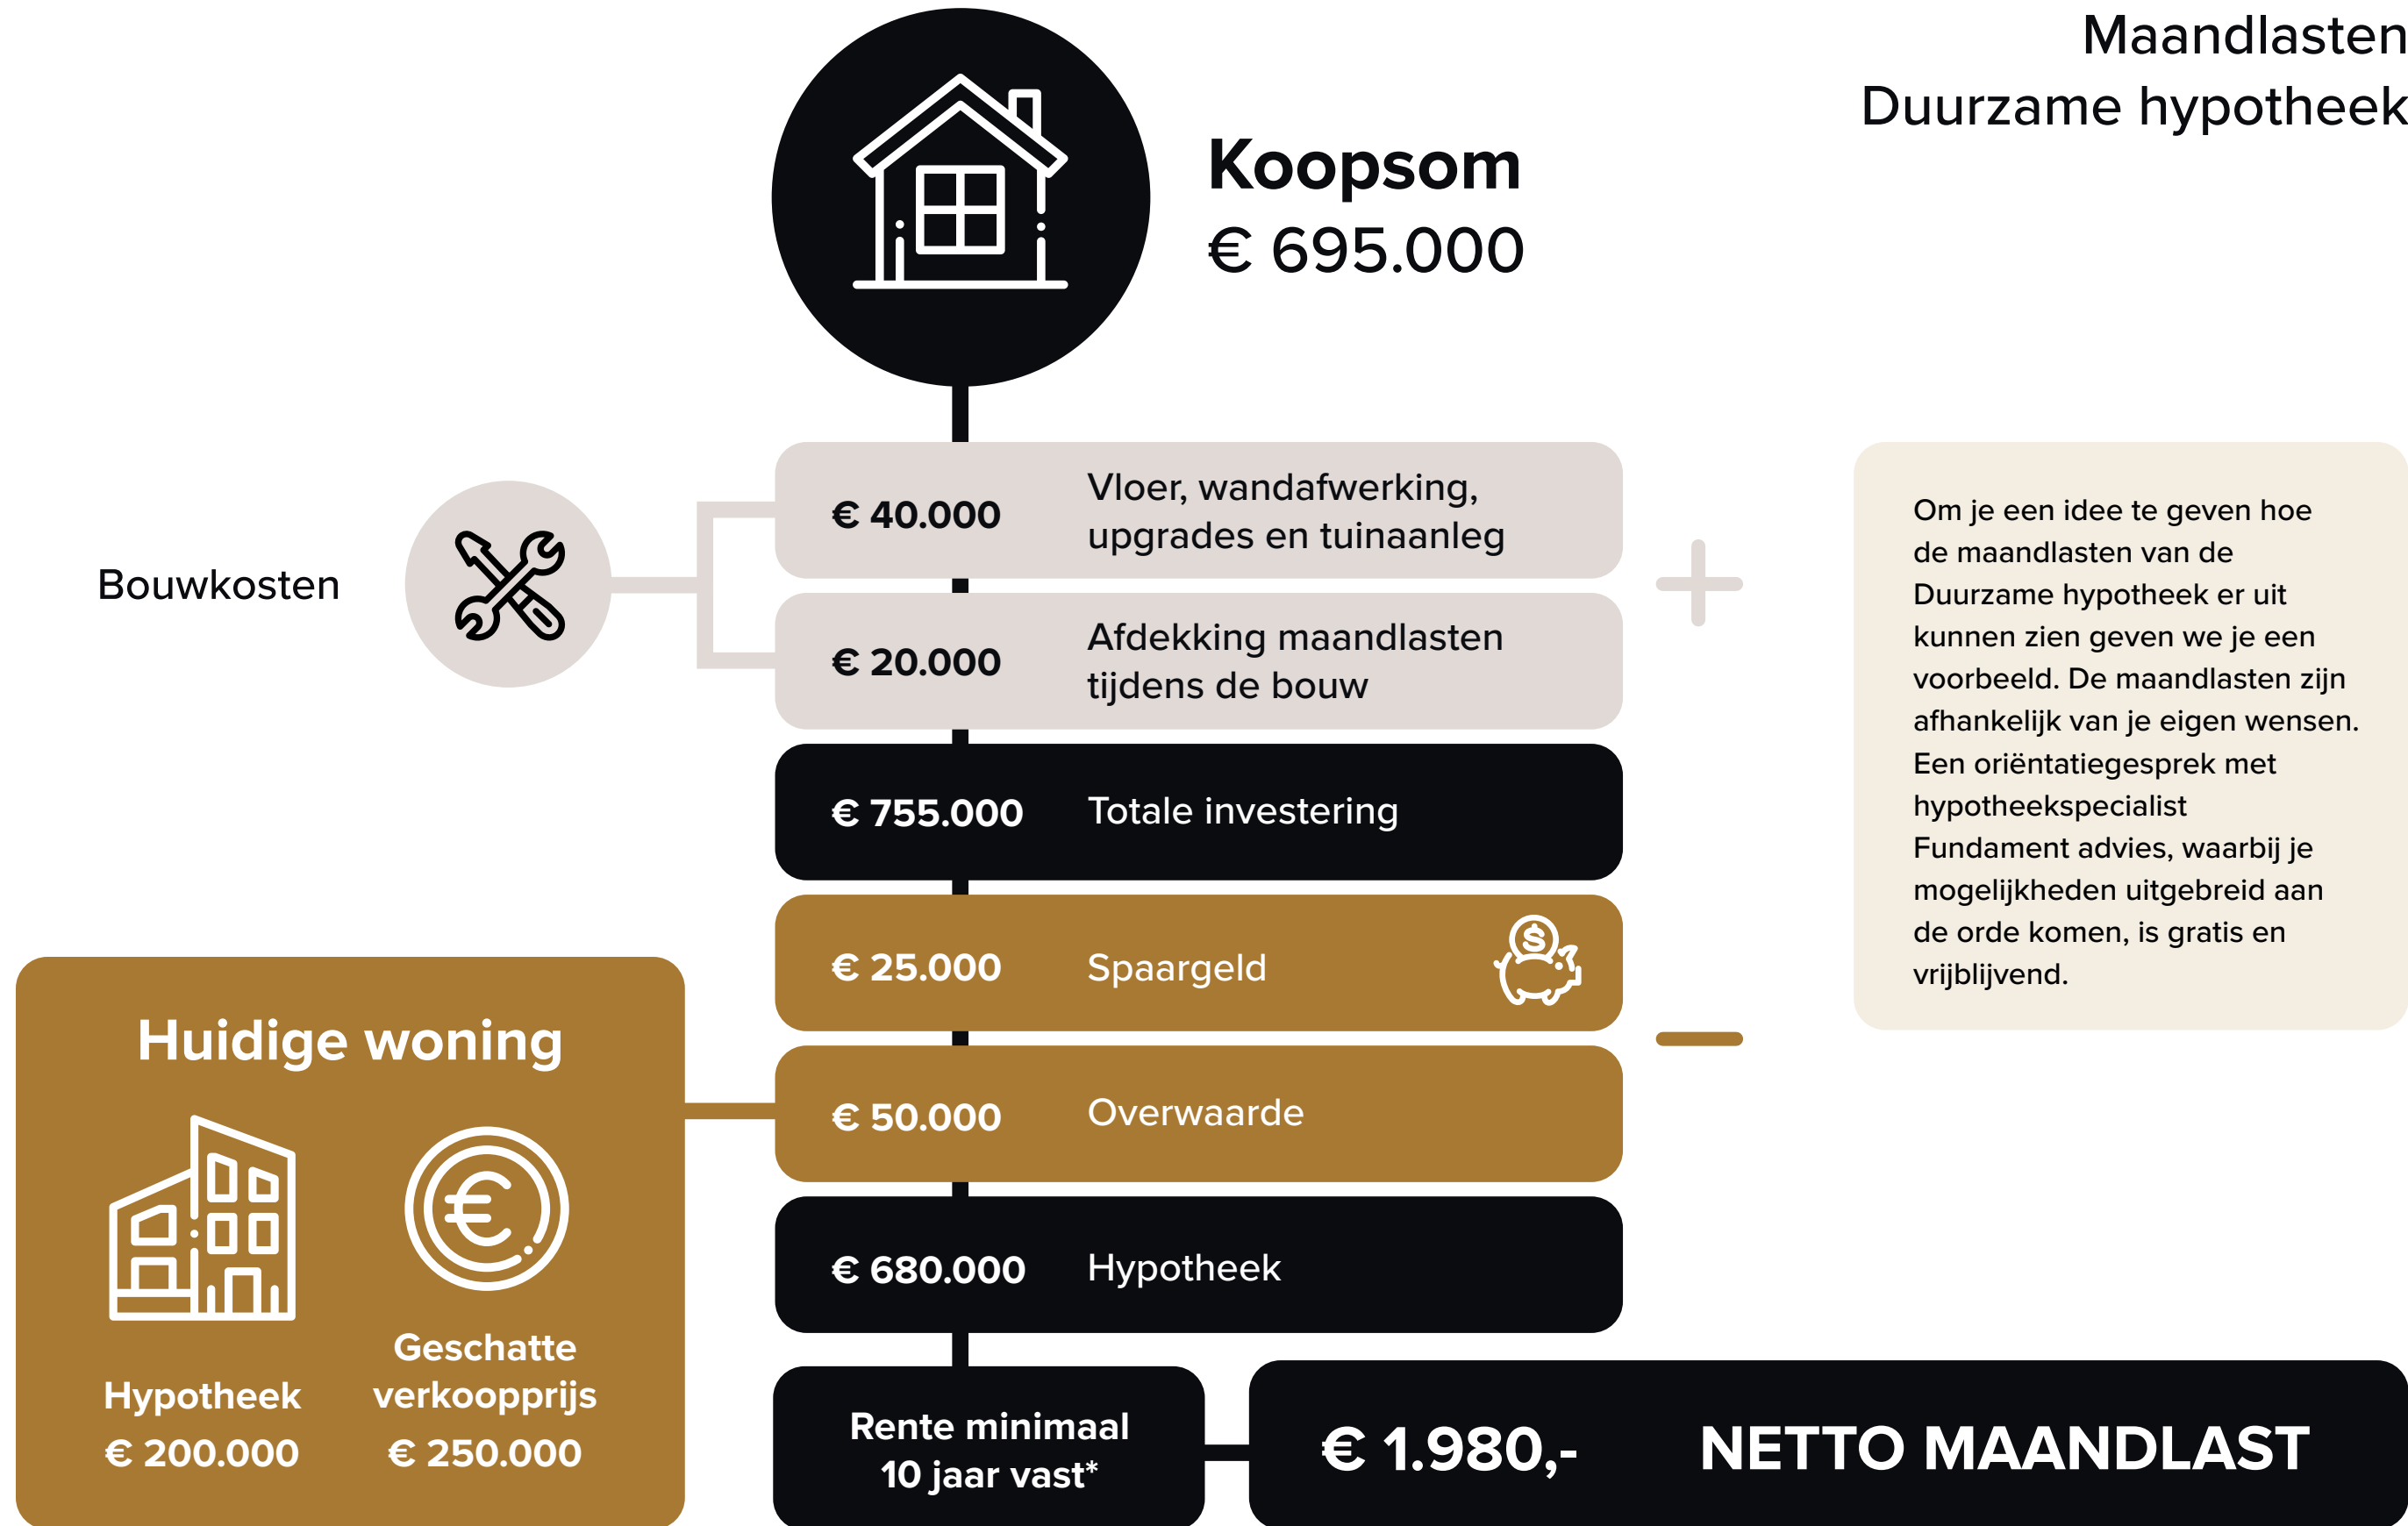 Maandlasten
Duurzame hypotheek
Koopsom
€ 695.000
Bouwkosten
€ 40.000
Vloer, wandafwerking,
upgrades en tuinaanleg
€ 20.000
Afdekking maandlasten
tijdens de bouw
€ 755.000 Totale investering
€ 25.000 Spaargeld
€ 50.000 Overwaarde
€ 680.000 Hypotheek
Om je een idee te geven hoe
de maandlasten van de
Duurzame hypotheek er uit
kunnen zien geven we je een
voorbeeld. De maandlasten zijn
afhankelijk van je eigen wensen.
Een oriëntatiegesprek met
hypotheekspecialist
Fundament advies, waarbij je
mogelijkheden uitgebreid aan
de orde komen, is gratis en
vrijblijvend.
Huidige woning
Hypotheek
€ 200.000
Geschatte
verkoopprijs
€ 250.000
Rente minimaal
10 jaar vast*
€ 1.980,- NETTO MAANDLAST